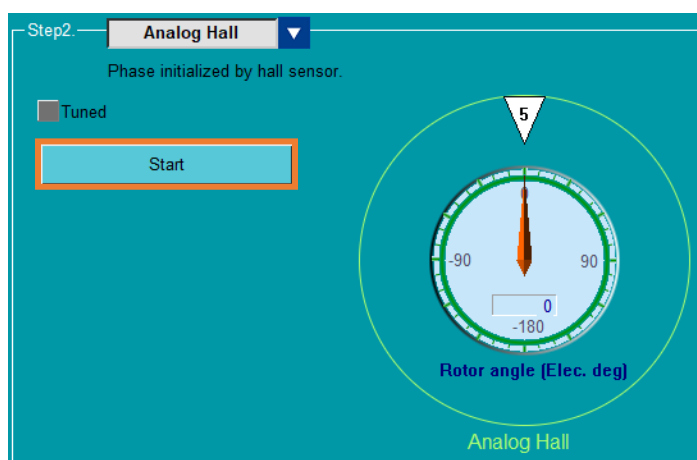 Step2.
Analog Hall
Phase initialized by hall sensor.
Tuned
Start
5
0
-90
90
0
-180
Rotor angle (Elec. deg)
Analog Hall